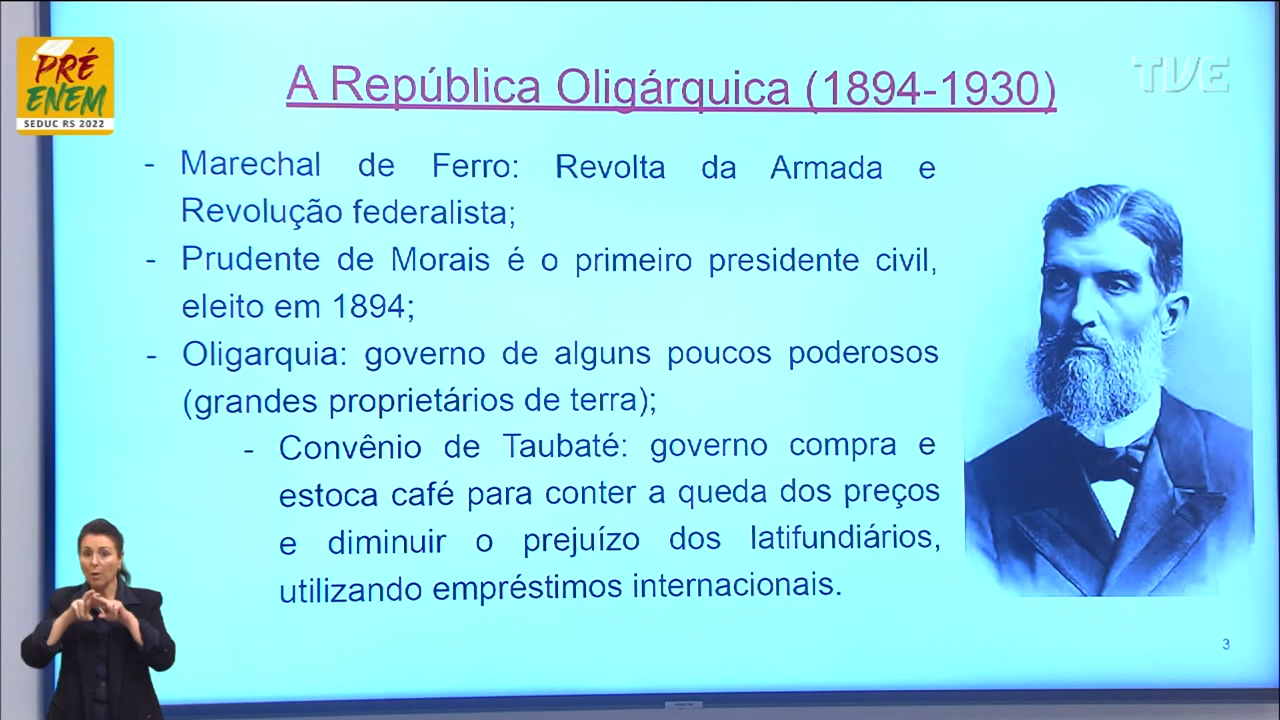 PRÉ
ENEM
SEDUC RS 2022
TVE
A República Oligárquica (1894-1930)
- Marechal de Ferro: Revolta da Armada e
Revolução federalista;
- Prudente de Morais é o primeiro presidente civil,
eleito em 1894;
- Oligarquia: governo de alguns poucos poderosos
(grandes proprietários de terra);
- Convênio de Taubaté: governo compra e
estoca café para conter a queda dos preços
e diminuir o prejuízo dos latifundiários,
utilizando empréstimos internacionais.
3